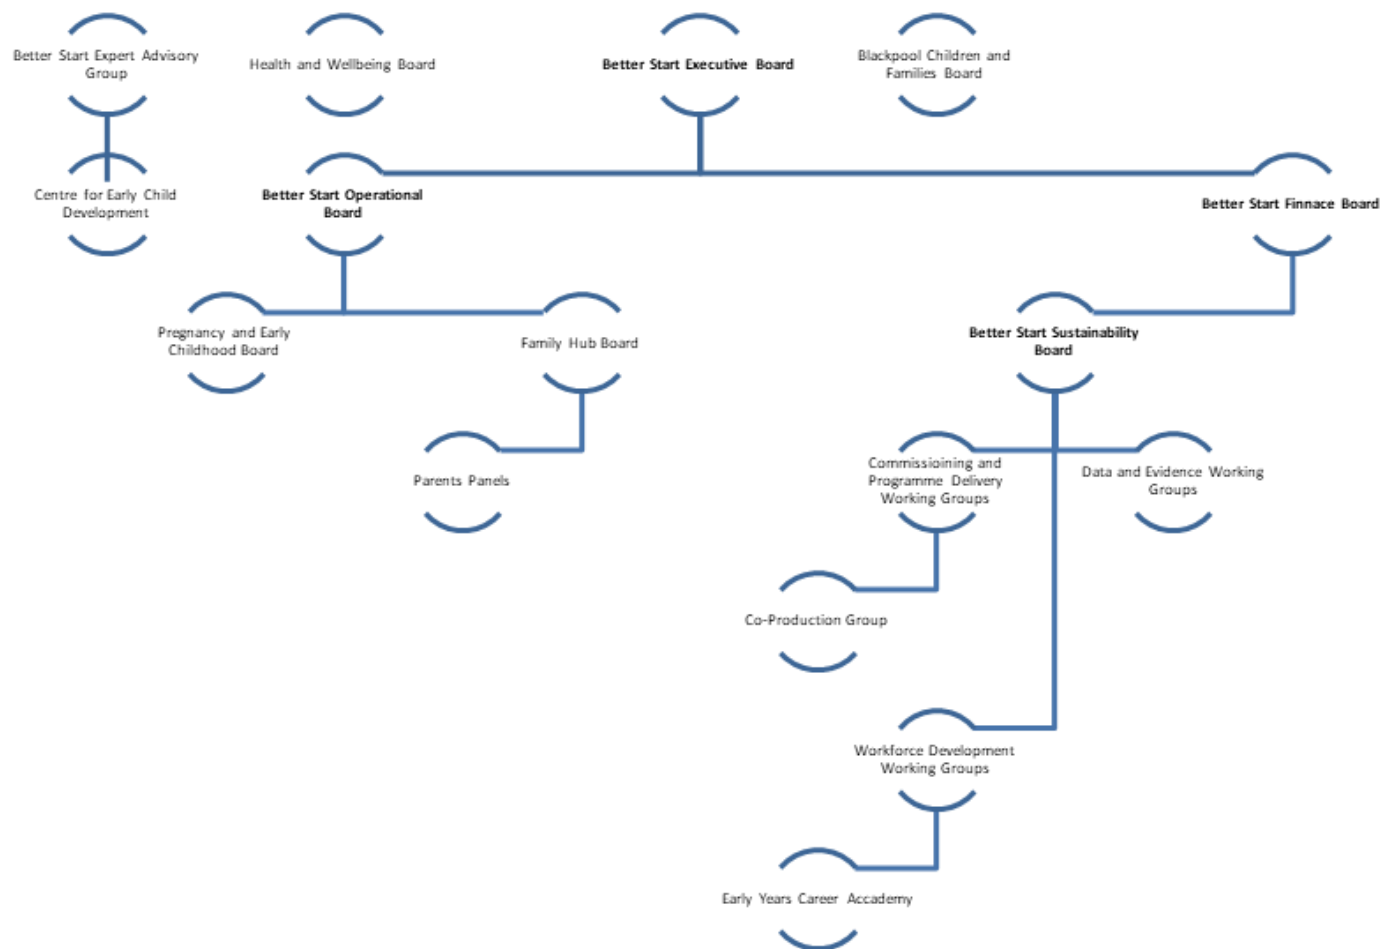 Better Start Expert Advisory
Group
Health and Wellbeing Board
Better Start Executive Board
Blackpool Children and
Families Board
Centre for Early Child
Development
Better Start Operational
Board
Better Start Finnace Board
Pregnancy and Early
Childhood Board
Family Hub Board
Better Start Sustainability
Board
Parents Panels
Commissioining and
Programme Delivery
Working Groups
Data and Evidence Working
Groups
Co-Production Group
Workforce Development
Working Groups
Early Years Career Accademy